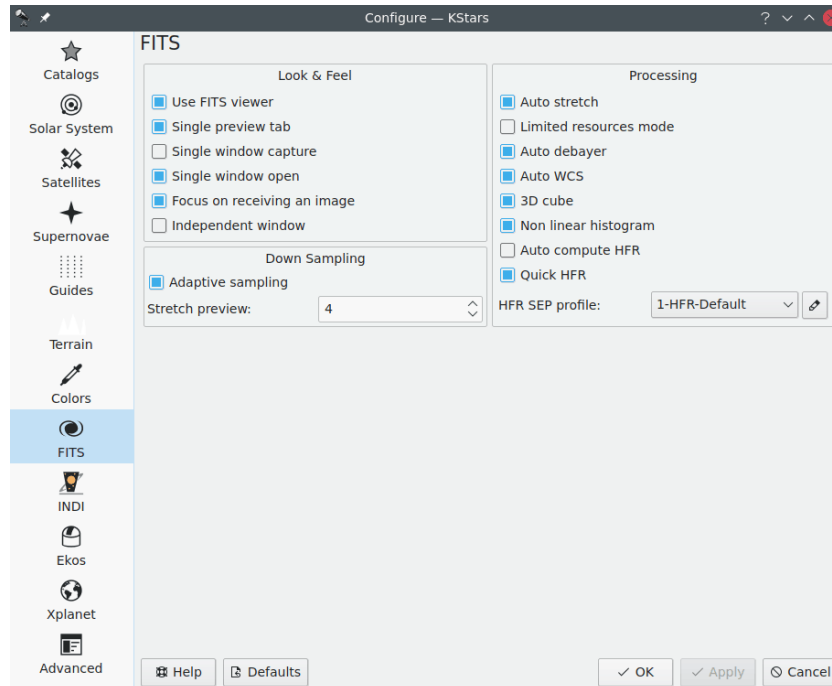 Configure — KStars
Catalogs
Solar System
Satellites
Supernovae
Guides
Terrain
Colors
FITS
INDI
Ekos
Xplanet
Advanced
FITS
Look & Feel
Use FITS viewer
Single preview tab
Single window capture
Single window open
Focus on receiving an image
Independent window
Down Sampling
Adaptive sampling
Stretch preview: 4
Processing
Auto stretch
Limited resources mode
Auto debayer
Auto WCS
3D cube
Non linear histogram
Auto compute HFR
Quick HFR
HFR SEP profile: 1-HFR-Default
Help Defaults OK Apply Cancel